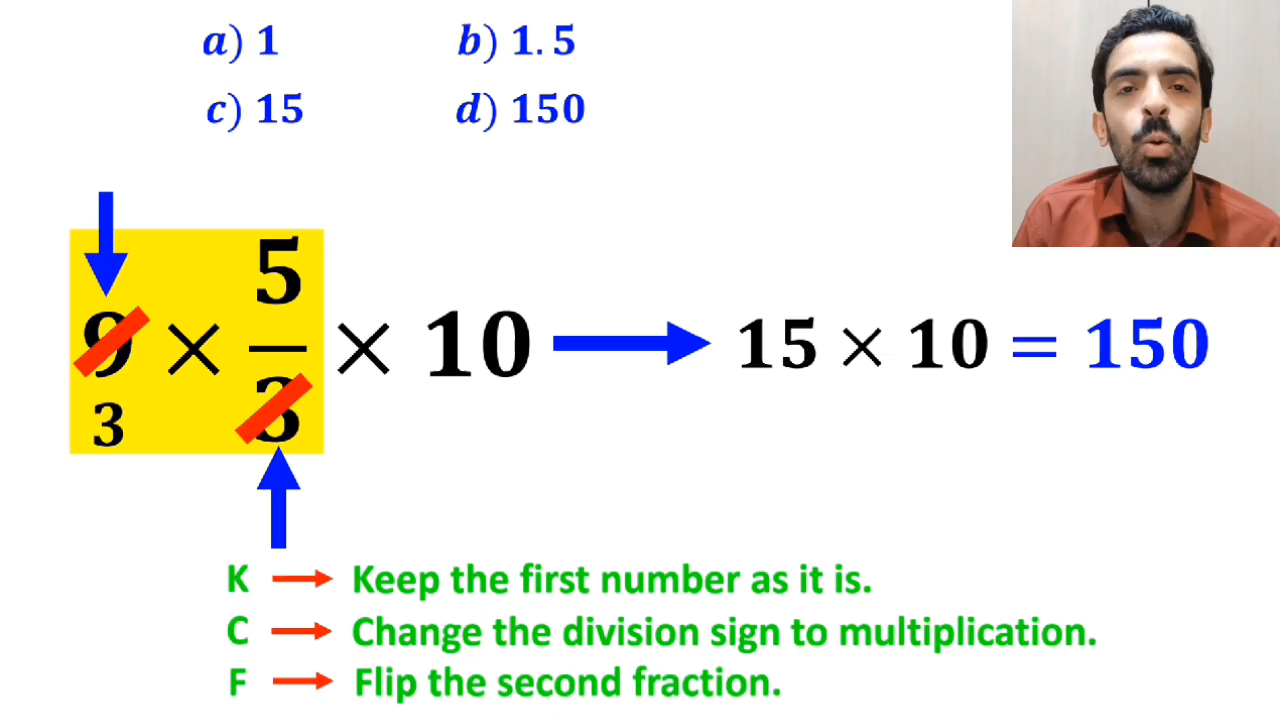 a) 1 b) 1.5
c) 15 d) 150
9 × 5/3 × 10 → 15 × 10 = 150
3
K → Keep the first number as it is.
C → Change the division sign to multiplication.
F → Flip the second fraction.